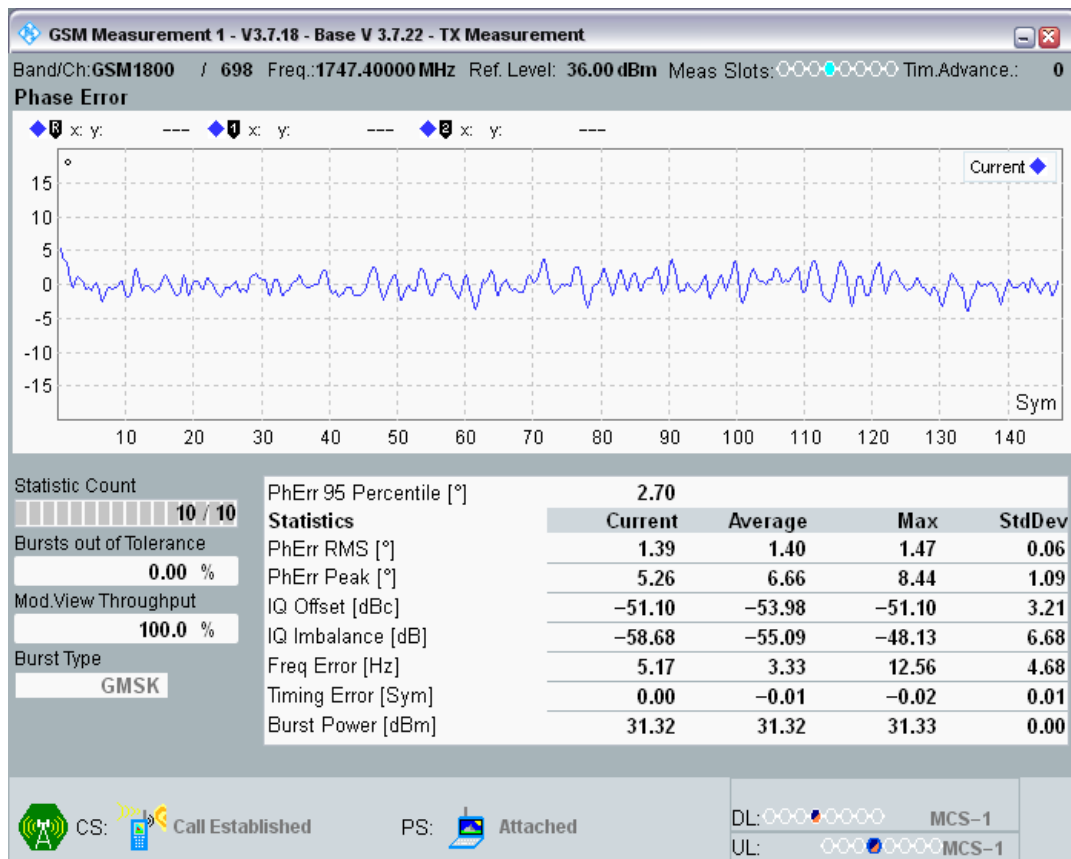 GSM Measurement 1 - V3.7.18 - Base V 3.7.22 - TX Measurement
Band/Ch:GSM1800 / 698 Freq.:1747.40000 MHz Ref. Level: 36.00 dBm Meas Slots: Tim.Advance.: 0
Phase Error
R x: y: --- 1 x: y: --- 2 x: y: ---
°
Current
15
10
5
0
-5
-10
-15
Sym
10 20 30 40 50 60 70 80 90 100 110 120 130 140
Statistic Count
10 / 10
Bursts out of Tolerance
0.00 %
Mod.View Throughput
100.0 %
Burst Type
GMSK
PhErr 95 Percentile [°] 2.70
Statistics Current Average Max StdDev
PhErr RMS [°] 1.39 1.40 1.47 0.06
PhErr Peak [°] 5.26 6.66 8.44 1.09
IQ Offset [dBc] −51.10 −53.98 −51.10 3.21
IQ Imbalance [dB] −58.68 −55.09 −48.13 6.68
Freq Error [Hz] 5.17 3.33 12.56 4.68
Timing Error [Sym] 0.00 −0.01 −0.02 0.01
Burst Power [dBm] 31.32 31.32 31.33 0.00
CS: Call Established PS: Attached
DL: MCS−1
UL: MCS−1